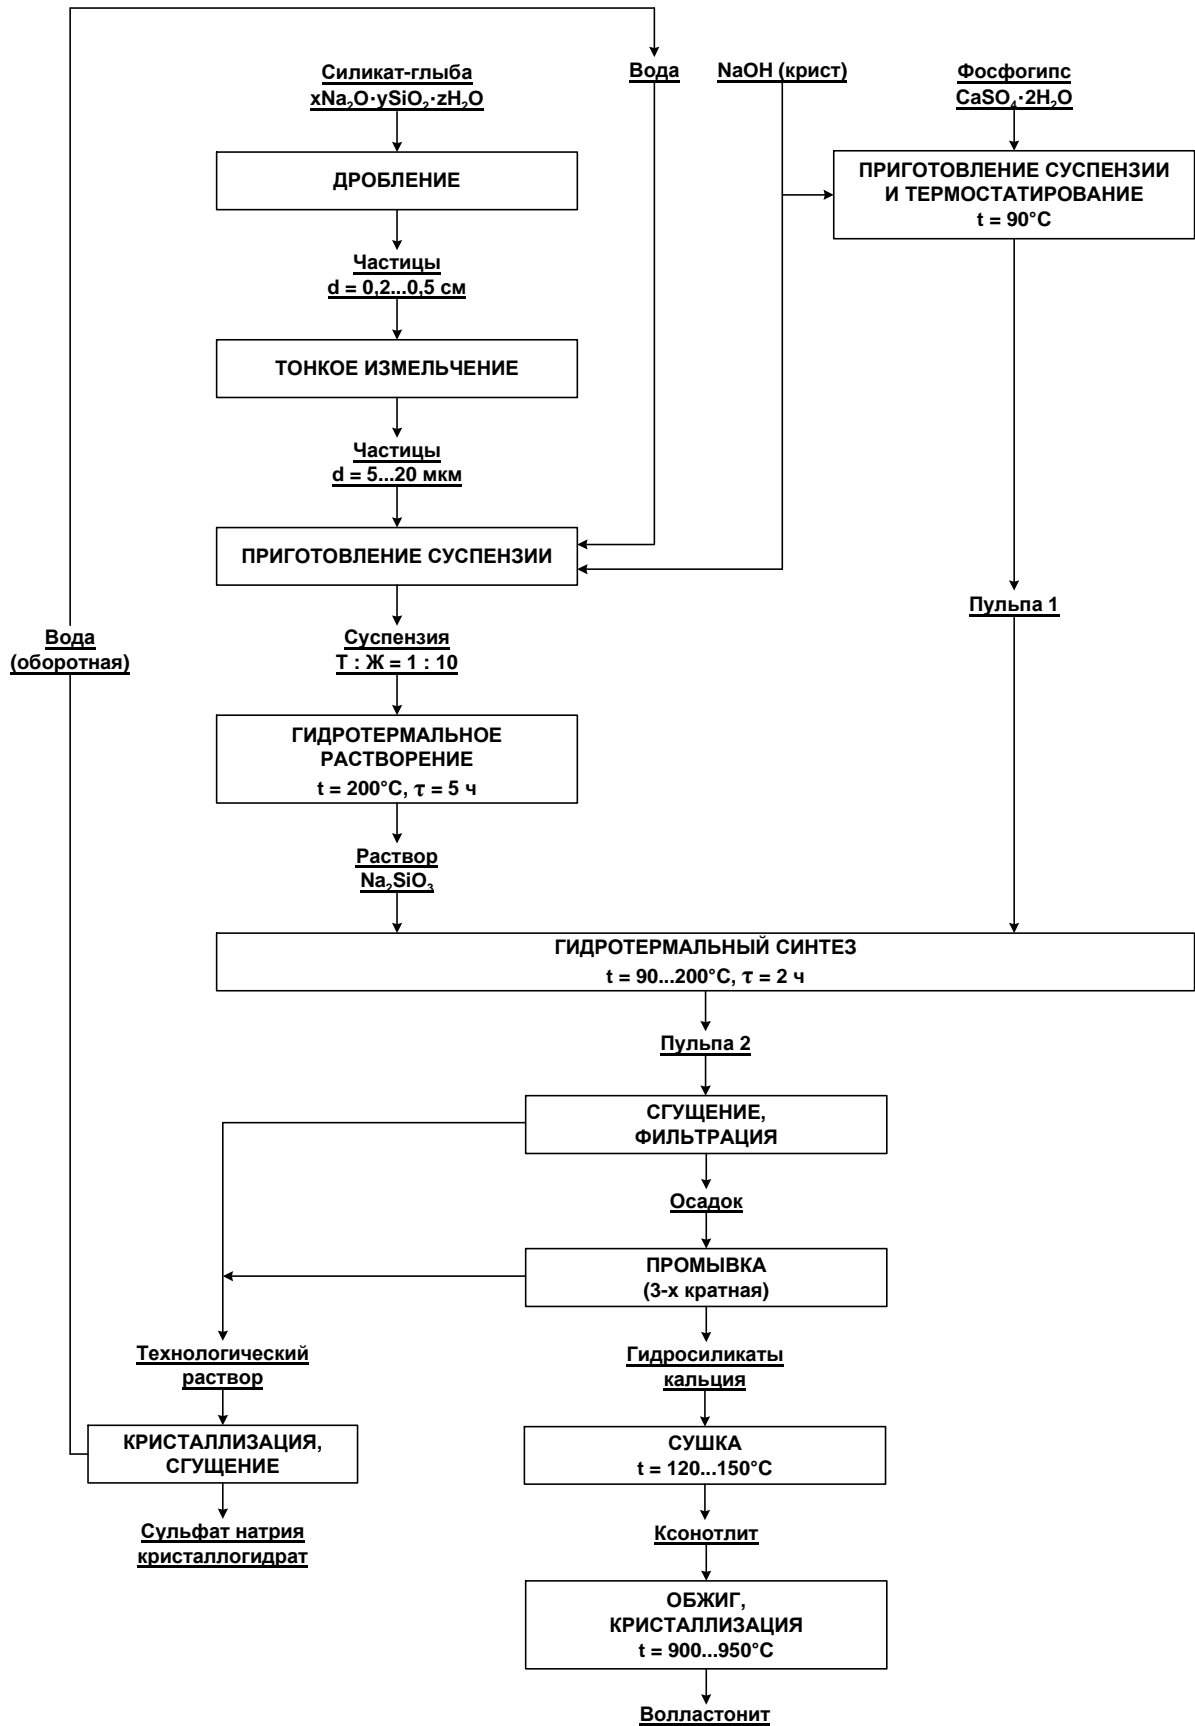 Силикат-глыба
xNa₂O·ySiO₂·zH₂O
Вода
NaOH (крист)
Фосфогипс
CaSO₄·2H₂O
ДРОБЛЕНИЕ
ПРИГОТОВЛЕНИЕ СУСПЕНЗИИ
И ТЕРМОСТАТИРОВАНИЕ
t = 90°C
Частицы
d = 0,2...0,5 см
ТОНКОЕ ИЗМЕЛЬЧЕНИЕ
Частицы
d = 5...20 мкм
ПРИГОТОВЛЕНИЕ СУСПЕНЗИИ
Пульпа 1
Вода
(оборотная)
Суспензия
Т : Ж = 1 : 10
ГИДРОТЕРМАЛЬНОЕ
РАСТВОРЕНИЕ
t = 200°C, τ = 5 ч
Раствор
Na₂SiO₃
ГИДРОТЕРМАЛЬНЫЙ СИНТЕЗ
t = 90...200°C, τ = 2 ч
Пульпа 2
СГУЩЕНИЕ,
ФИЛЬТРАЦИЯ
Осадок
ПРОМЫВКА
(3-х кратная)
Технологический
раствор
Гидросиликаты
кальция
КРИСТАЛЛИЗАЦИЯ,
СГУЩЕНИЕ
СУШКА
t = 120...150°C
Сульфат натрия
кристаллогидрат
Ксонотлит
ОБЖИГ,
КРИСТАЛЛИЗАЦИЯ
t = 900...950°C
Волластонит